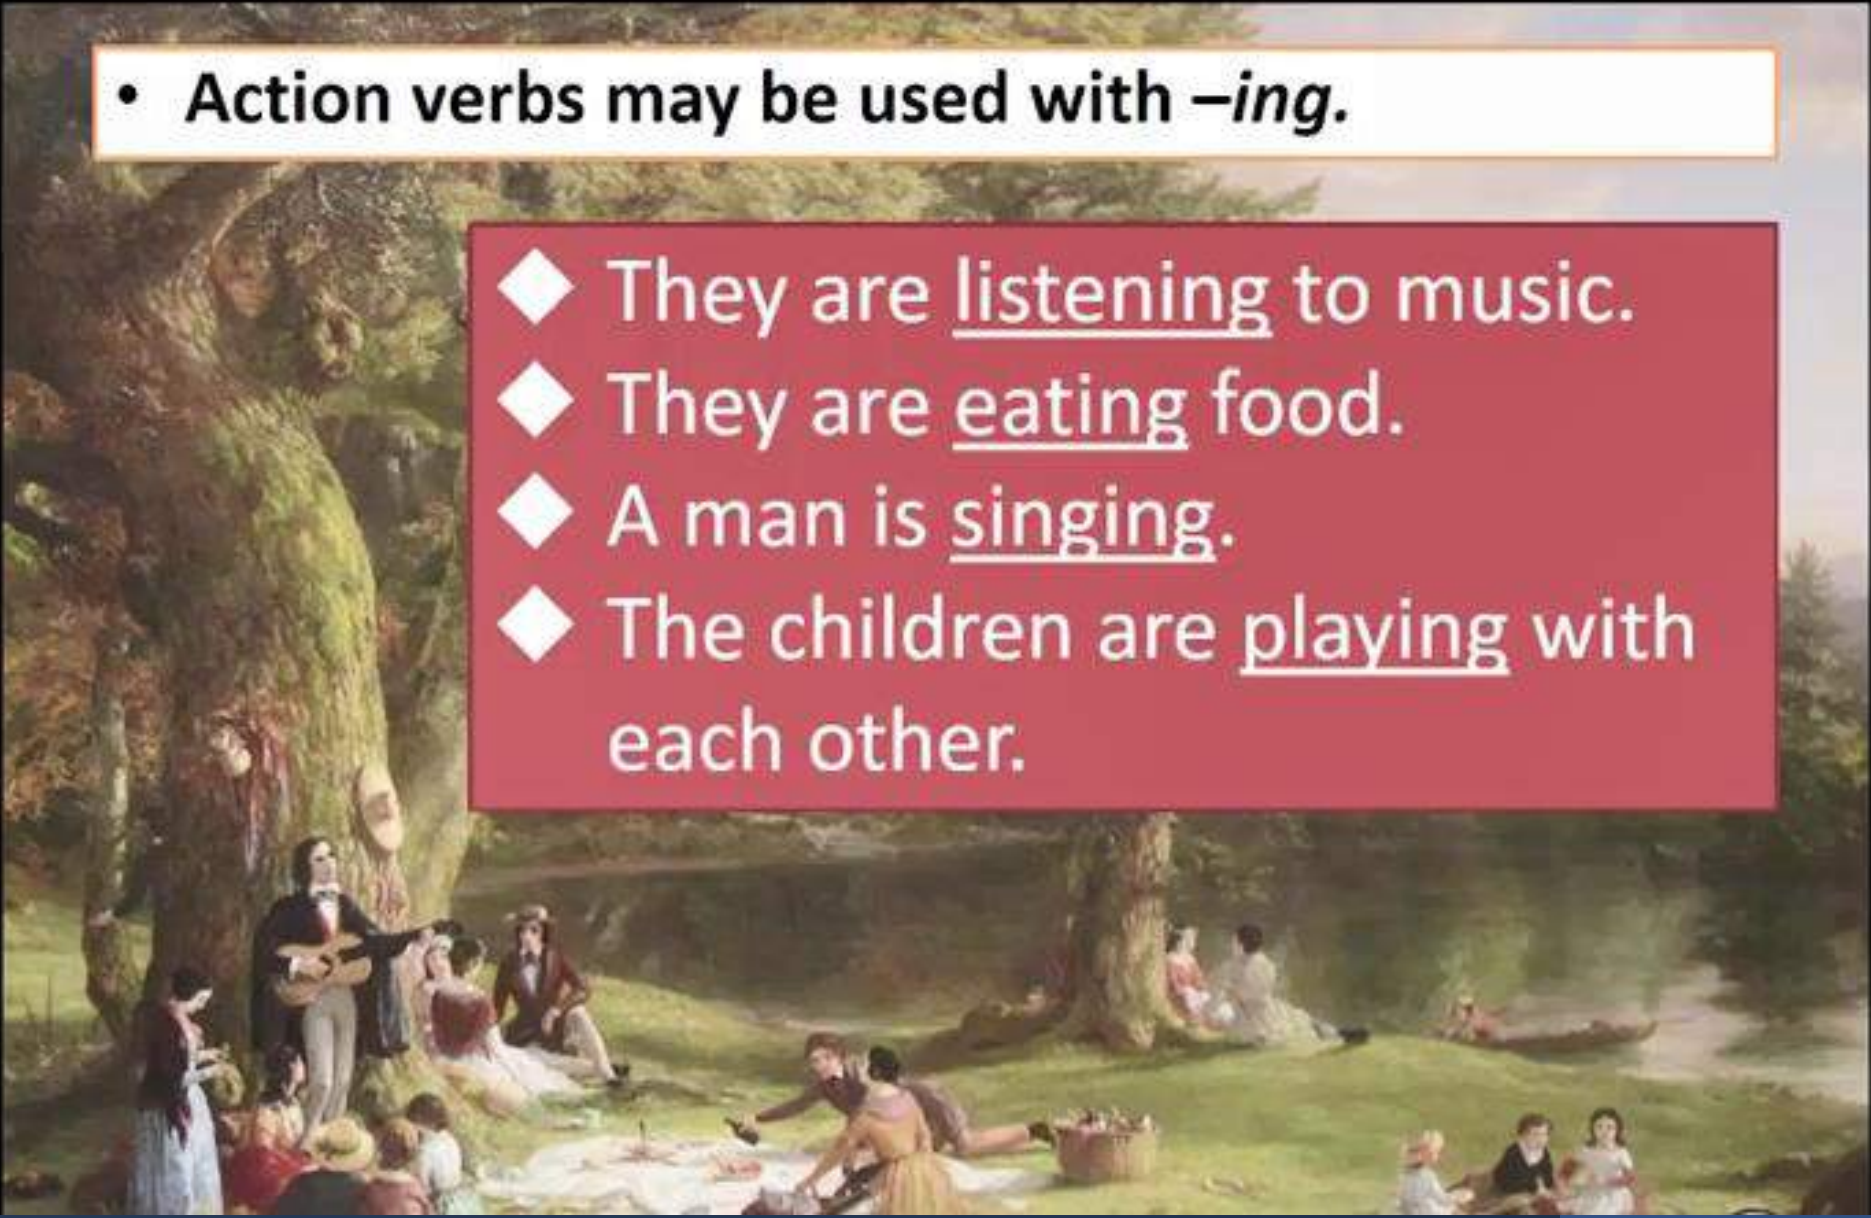 • Action verbs may be used with –ing.
◆ They are listening to music.
◆ They are eating food.
◆ A man is singing.
◆ The children are playing with
each other.